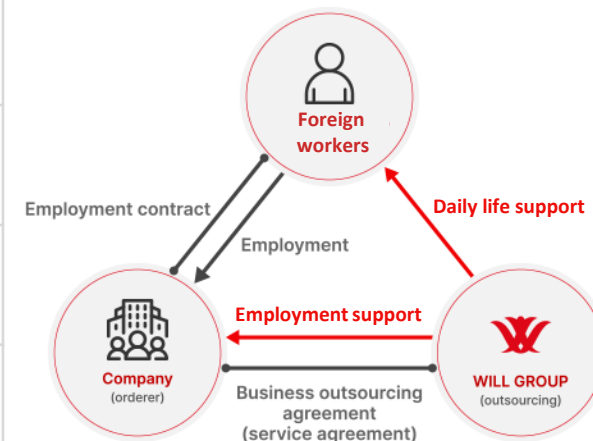 Foreign
workers
Employment contract
Daily life support
Employment
Employment support
Company
(orderer)
WILL GROUP
(outsourcing)
Business outsourcing
agreement
(service agreement)